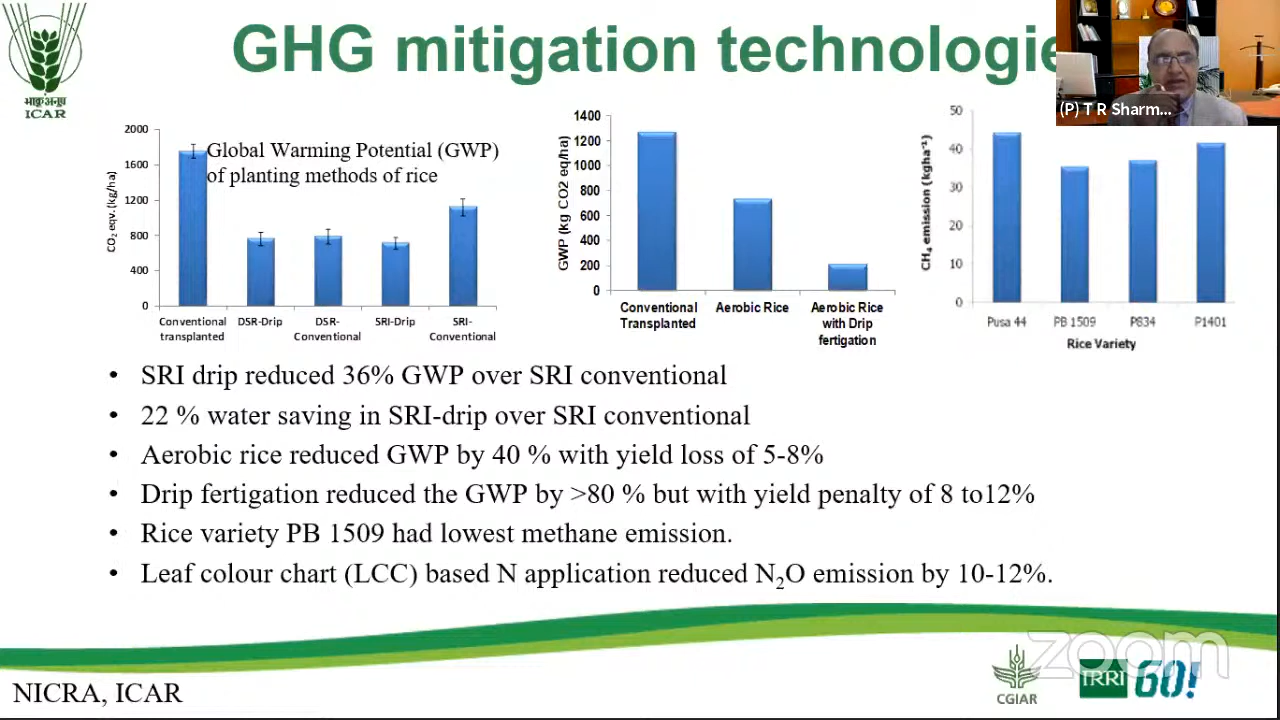 GHG mitigation technologie
भाकृअनुप
ICAR
(P) T R Sharm...
Global Warming Potential (GWP)
of planting methods of rice
CO₂ eqv.(kg/ha)
2000
1600
1200
800
400
0
Conventional transplanted
DSR-Drip
DSR-Conventional
SRI-Drip
SRI-Conventional
GWP (kg CO2 eq/ha)
1400
1200
1000
800
600
400
200
0
Conventional Transplanted
Aerobic Rice
Aerobic Rice with Drip fertigation
CH₄ emission (kgha⁻¹)
50
40
30
20
10
0
Pusa 44
PB 1509
P834
P1401
Rice Variety
• SRI drip reduced 36% GWP over SRI conventional
• 22 % water saving in SRI-drip over SRI conventional
• Aerobic rice reduced GWP by 40 % with yield loss of 5-8%
• Drip fertigation reduced the GWP by >80 % but with yield penalty of 8 to12%
• Rice variety PB 1509 had lowest methane emission.
• Leaf colour chart (LCC) based N application reduced N₂O emission by 10-12%.
zoom
CGIAR
IRRI 60!
NICRA, ICAR